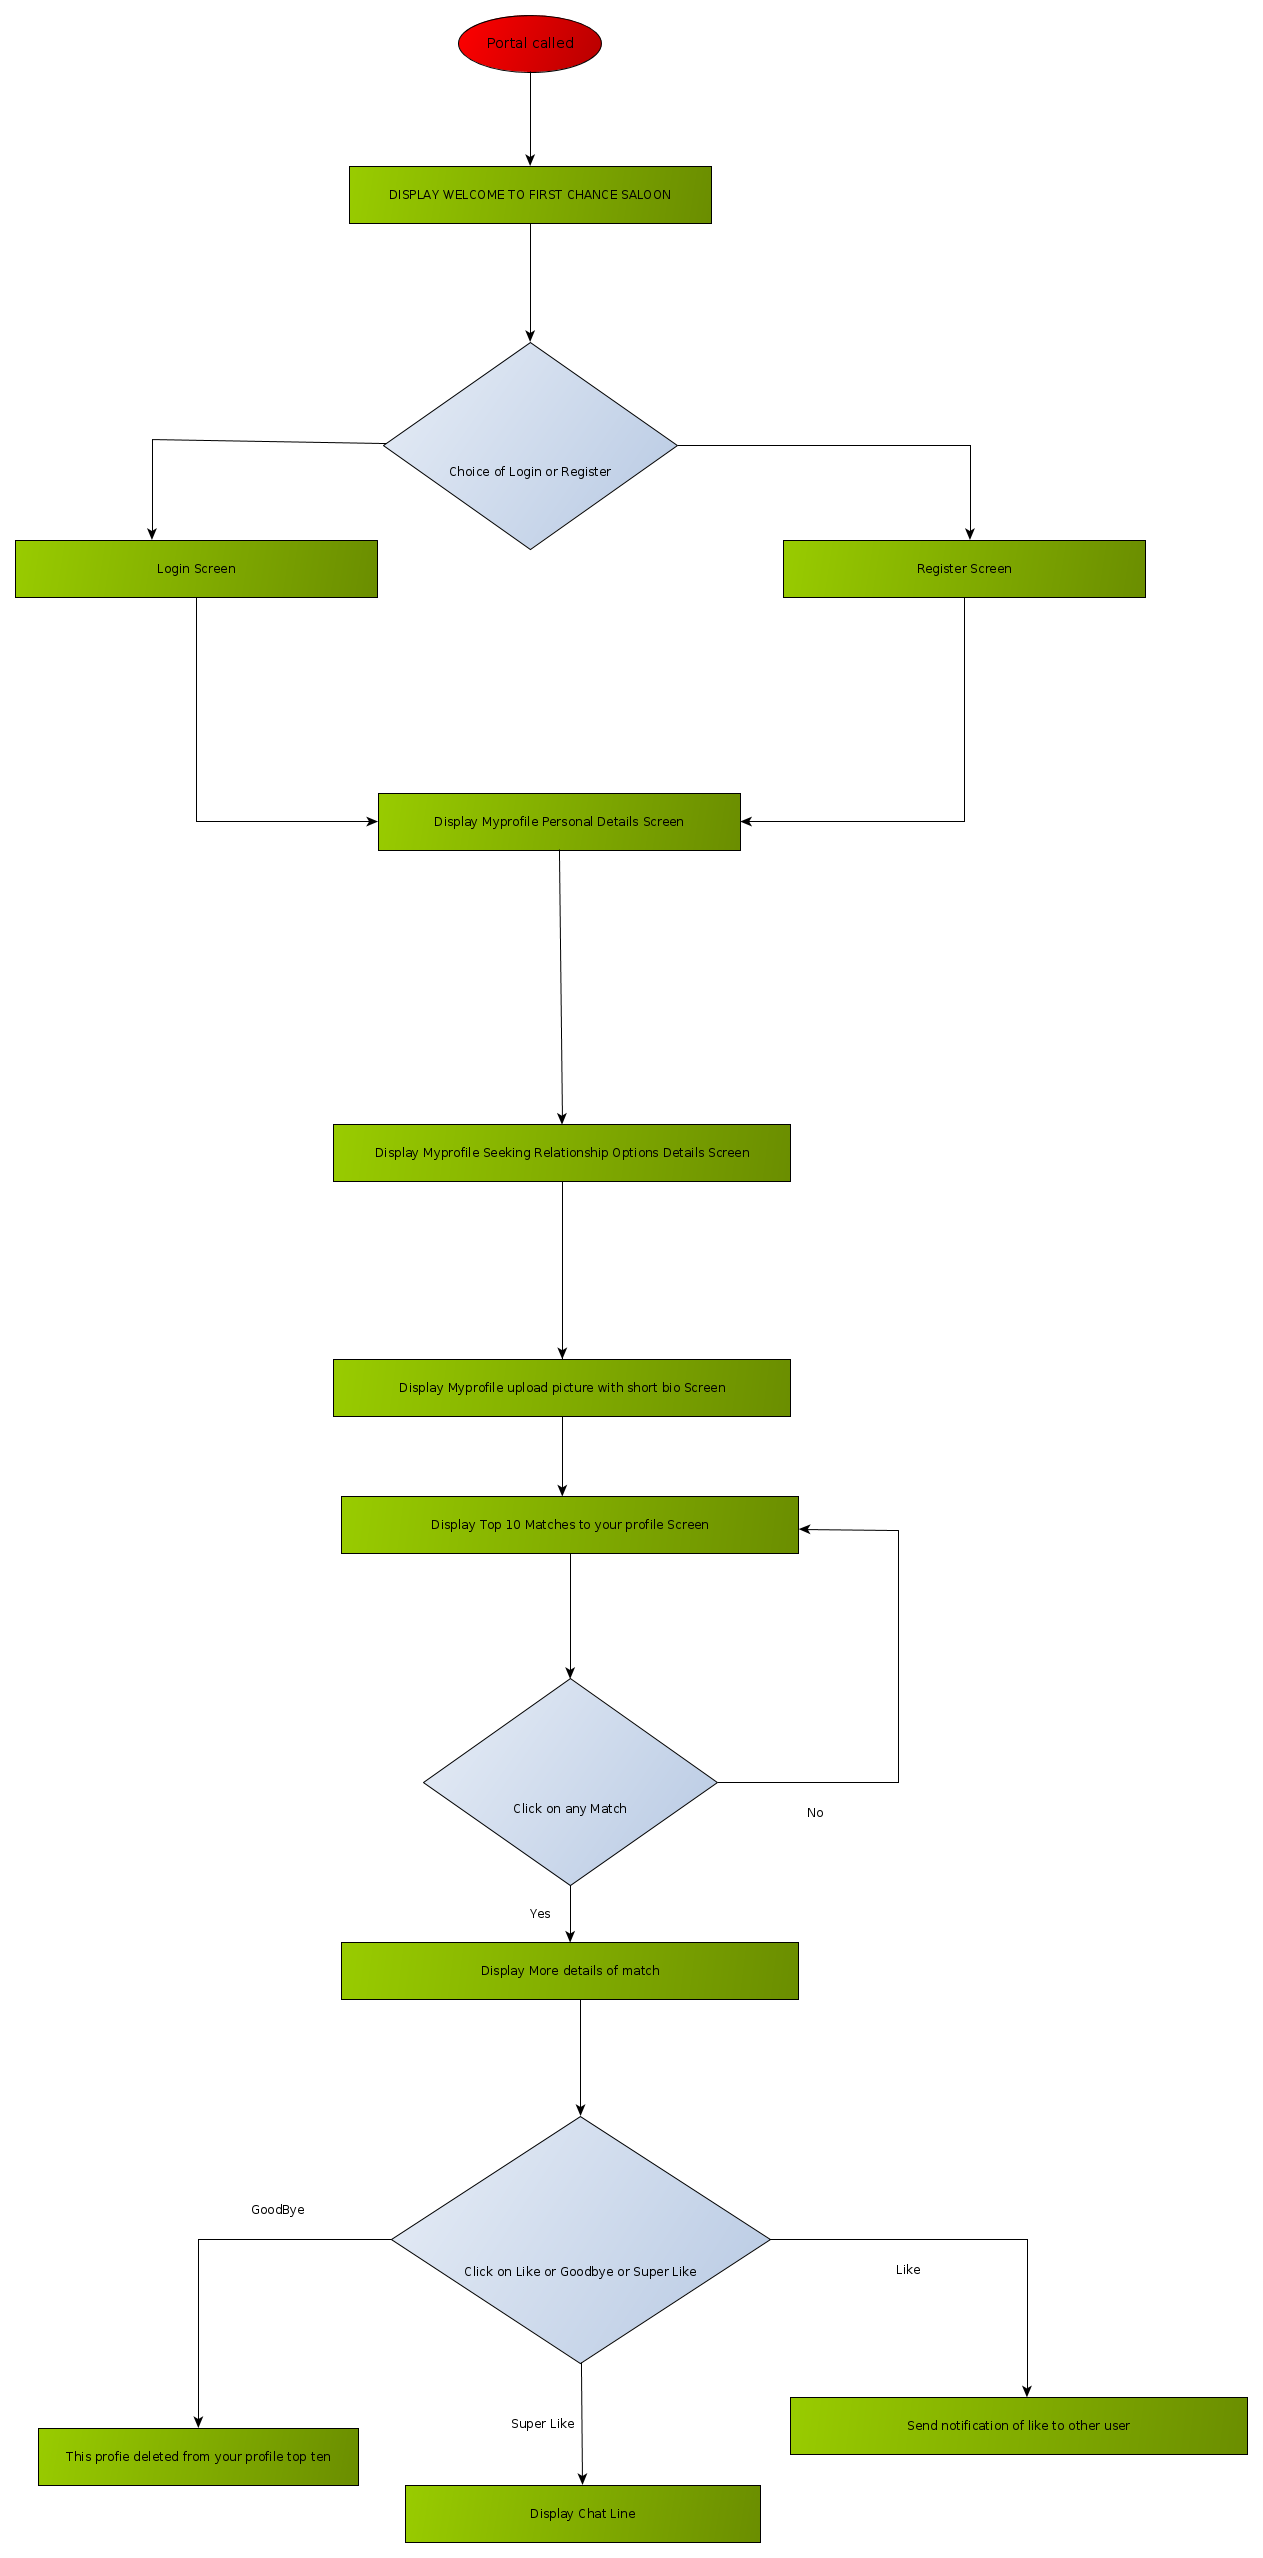 Portal called
DISPLAY WELCOME TO FIRST CHANCE SALOON
Choice of Login or Register
Login Screen
Register Screen
Display Myprofile Personal Details Screen
Display Myprofile Seeking Relationship Options Details Screen
Display Myprofile upload picture with short bio Screen
Display Top 10 Matches to your profile Screen
Click on any Match
No
Yes
Display More details of match
GoodBye
Click on Like or Goodbye or Super Like
Like
Super Like
Send notification of like to other user
This profie deleted from your profile top ten
Display Chat Line